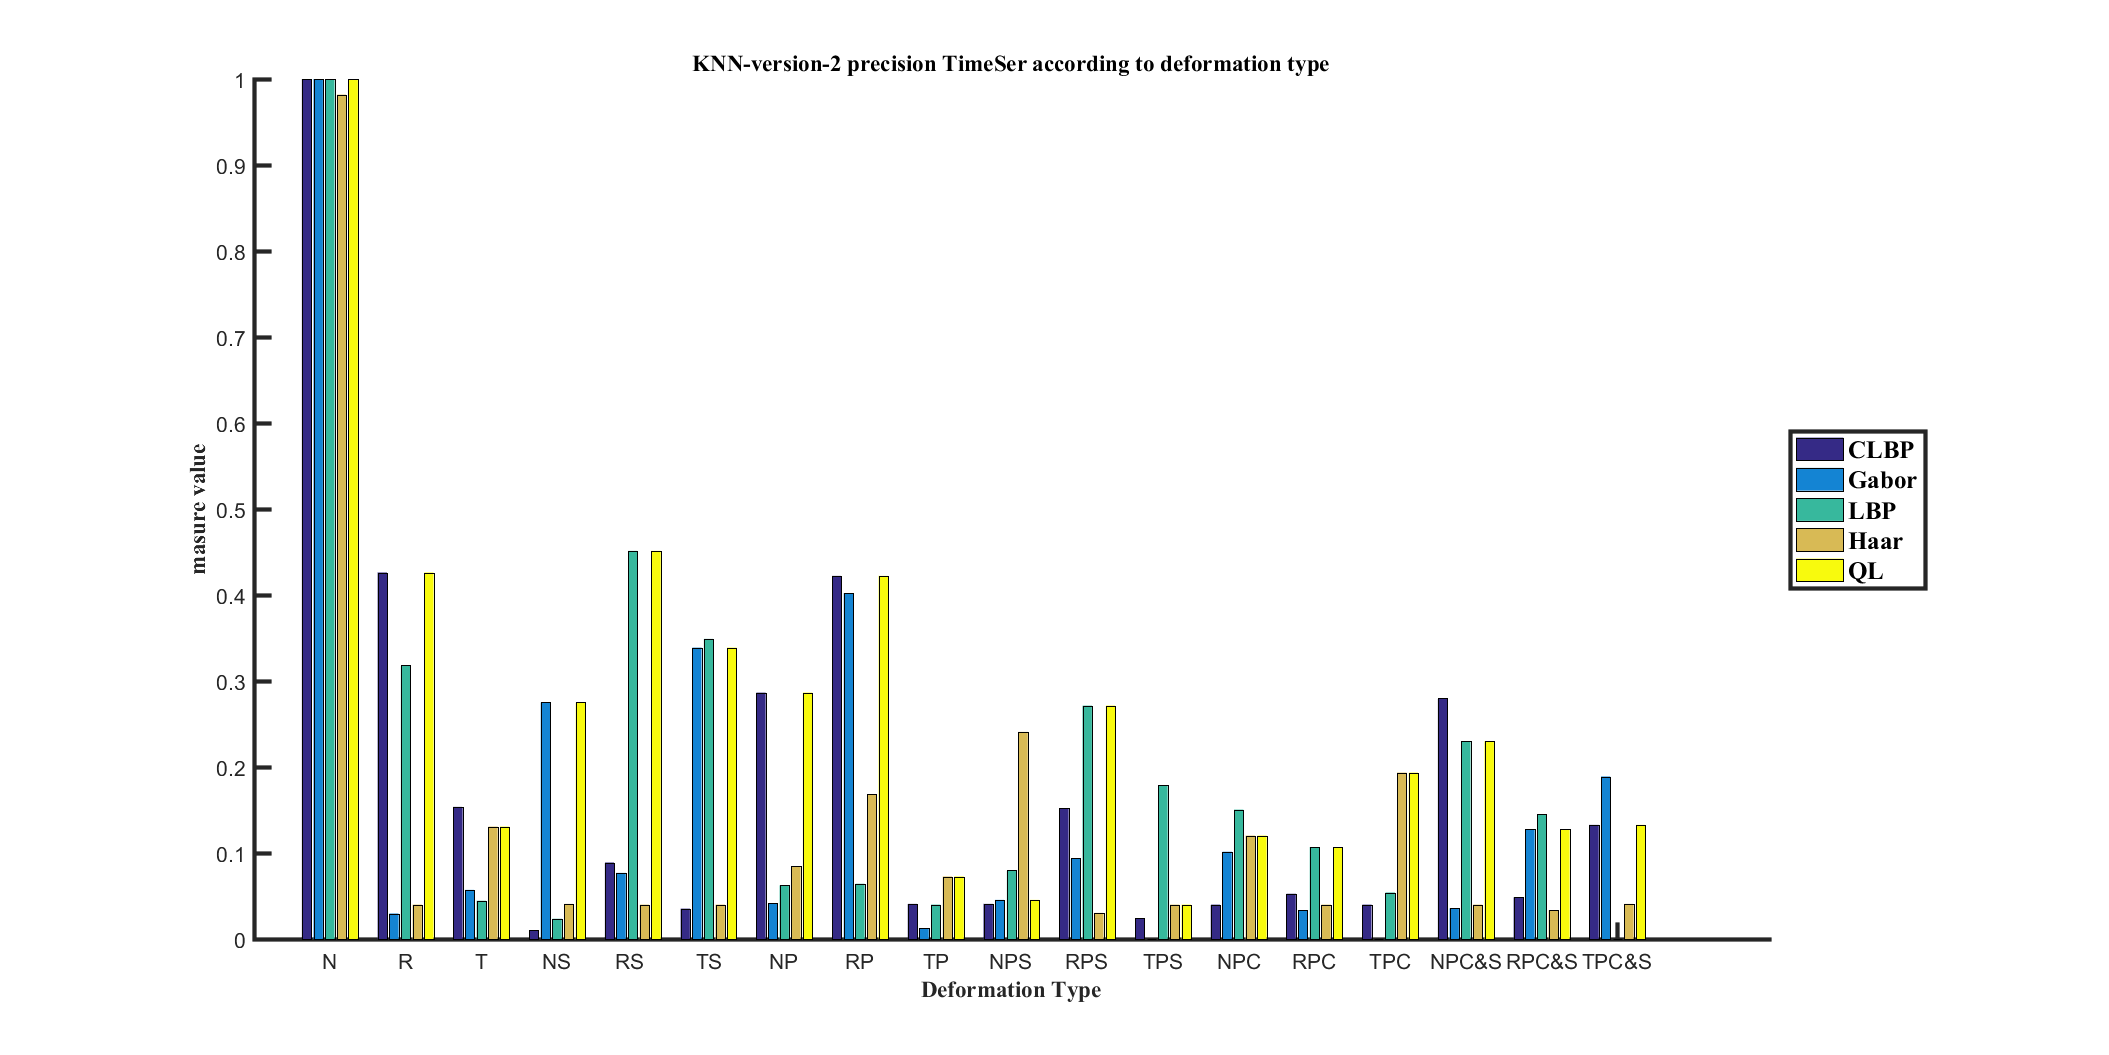 KNN-version-2 precision TimeSer according to deformation type
1
0.9
0.8
0.7
0.6
0.5
0.4
0.3
0.2
0.1
0
masure value
N R T NS RS TS NP RP TP NPS RPS TPS NPC RPC TPC NPC&S RPC&S TPC&S
Deformation Type
CLBP
Gabor
LBP
Haar
QL